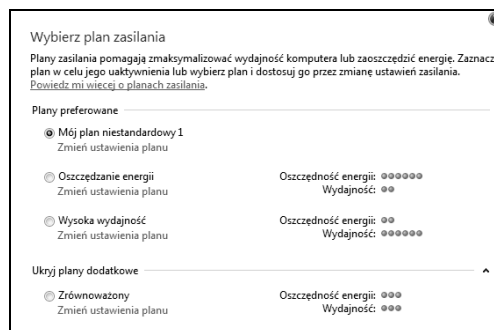 Wybierz plan zasilania
Plany zasilania pomagają zmaksymalizować wydajność komputera lub zaoszczędzić energię. Zaznacz
plan w celu jego uaktywnienia lub wybierz plan i dostosuj go przez zmianę ustawień zasilania.
Powiedz mi więcej o planach zasilania.
Plany preferowane
Mój plan niestandardowy 1
Zmień ustawienia planu
Oszczędzanie energii Oszczędność energii:
Zmień ustawienia planu Wydajność:
Wysoka wydajność Oszczędność energii:
Zmień ustawienia planu Wydajność:
Ukryj plany dodatkowe
Zrównoważony Oszczędność energii:
Zmień ustawienia planu Wydajność: